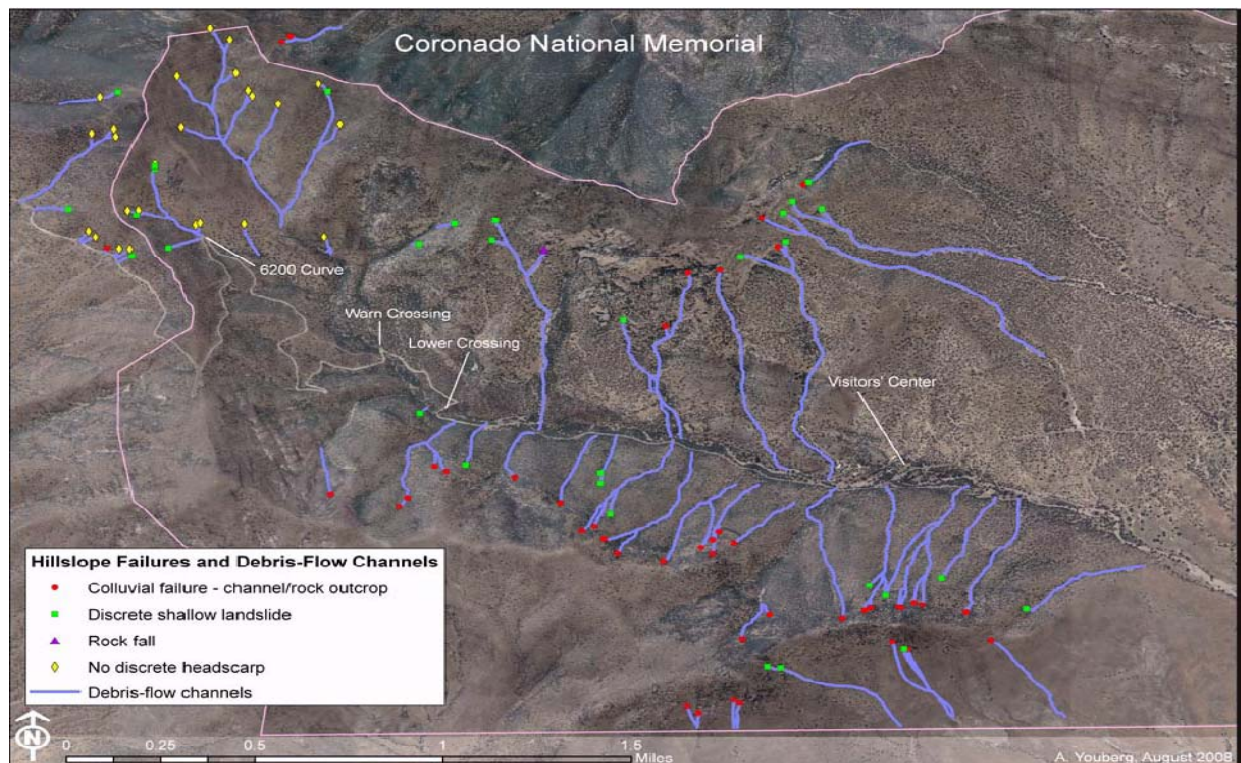 Coronado National Memorial
6200 Curve
Warn Crossing
Lower Crossing
Visitors' Center
Hillslope Failures and Debris-Flow Channels
Colluvial failure - channel/rock outcrop
Discrete shallow landslide
Rock fall
No discrete headscarp
Debris-flow channels
N
0 0.25 0.5 1 1.5
Miles
A. Youberg, August 2008